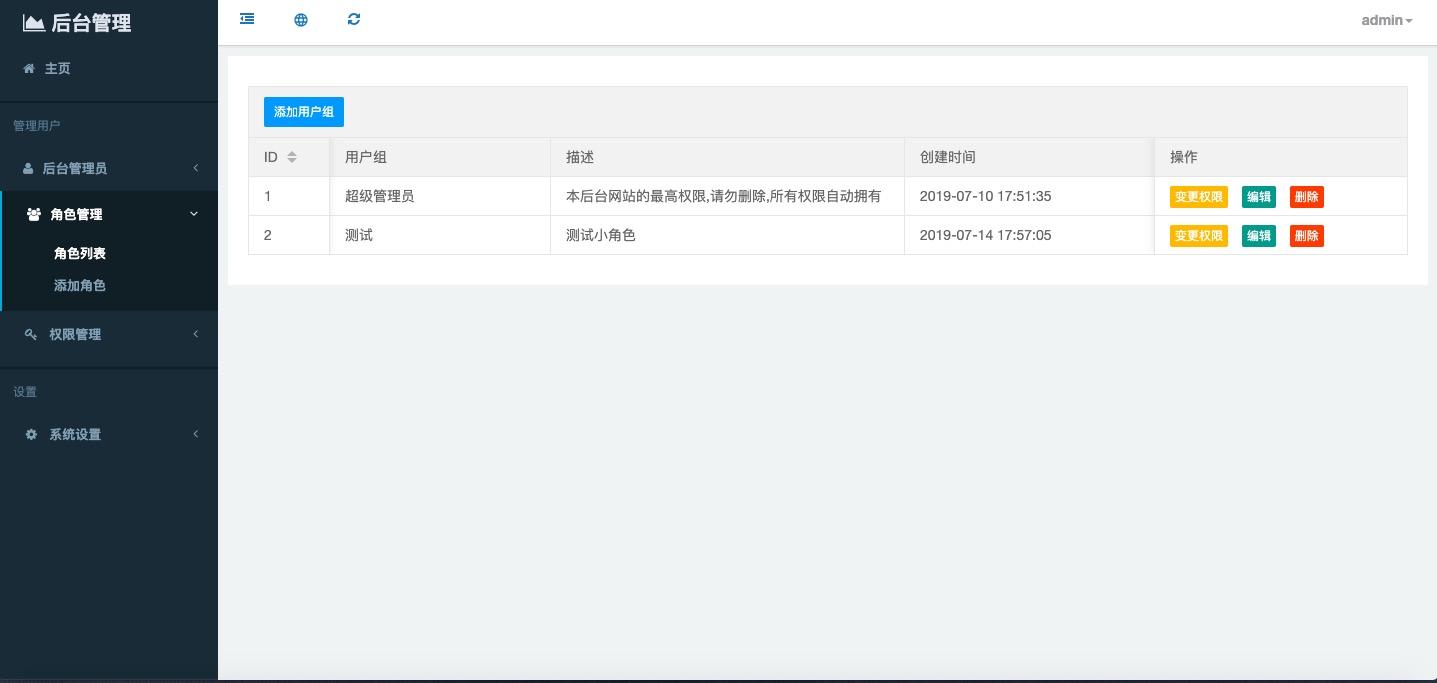 后台管理
主页
管理用户
后台管理员
角色管理
角色列表
添加角色
权限管理
设置
系统设置
admin
添加用户组
ID 用户组 描述 创建时间 操作
1 超级管理员 本后台网站的最高权限,请勿删除,所有权限自动拥有 2019-07-10 17:51:35 变更权限 编辑 删除
2 测试 测试小角色 2019-07-14 17:57:05 变更权限 编辑 删除